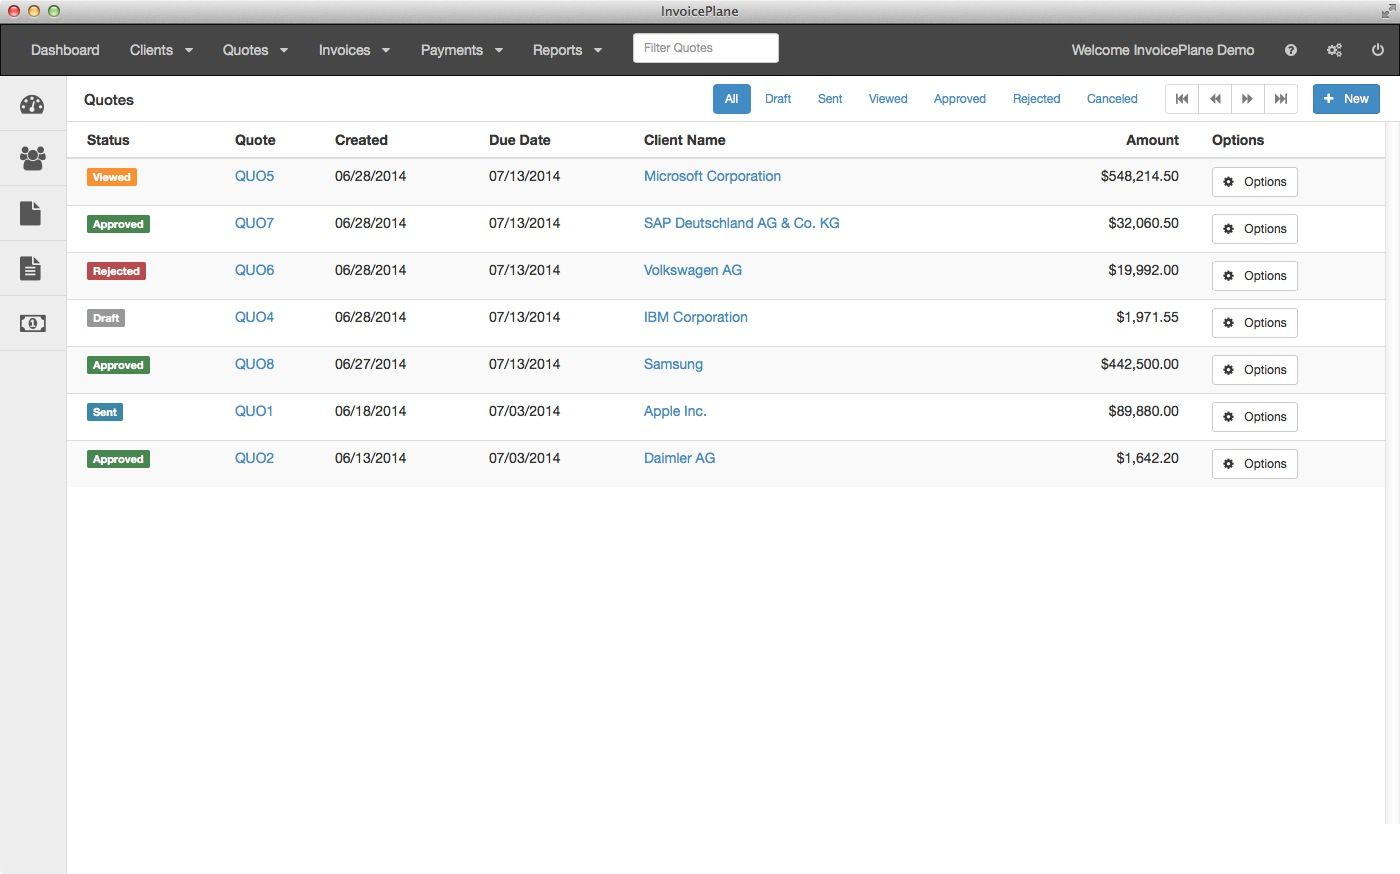 InvoicePlane
Dashboard Clients Quotes Invoices Payments Reports Filter Quotes Welcome InvoicePlane Demo
Quotes All Draft Sent Viewed Approved Rejected Canceled New
Status Quote Created Due Date Client Name Amount Options
Viewed QUO5 06/28/2014 07/13/2014 Microsoft Corporation $548,214.50 Options
Approved QUO7 06/28/2014 07/13/2014 SAP Deutschland AG & Co. KG $32,060.50 Options
Rejected QUO6 06/28/2014 07/13/2014 Volkswagen AG $19,992.00 Options
Draft QUO4 06/28/2014 07/13/2014 IBM Corporation $1,971.55 Options
Approved QUO8 06/27/2014 07/13/2014 Samsung $442,500.00 Options
Sent QUO1 06/18/2014 07/03/2014 Apple Inc. $89,880.00 Options
Approved QUO2 06/13/2014 07/03/2014 Daimler AG $1,642.20 Options